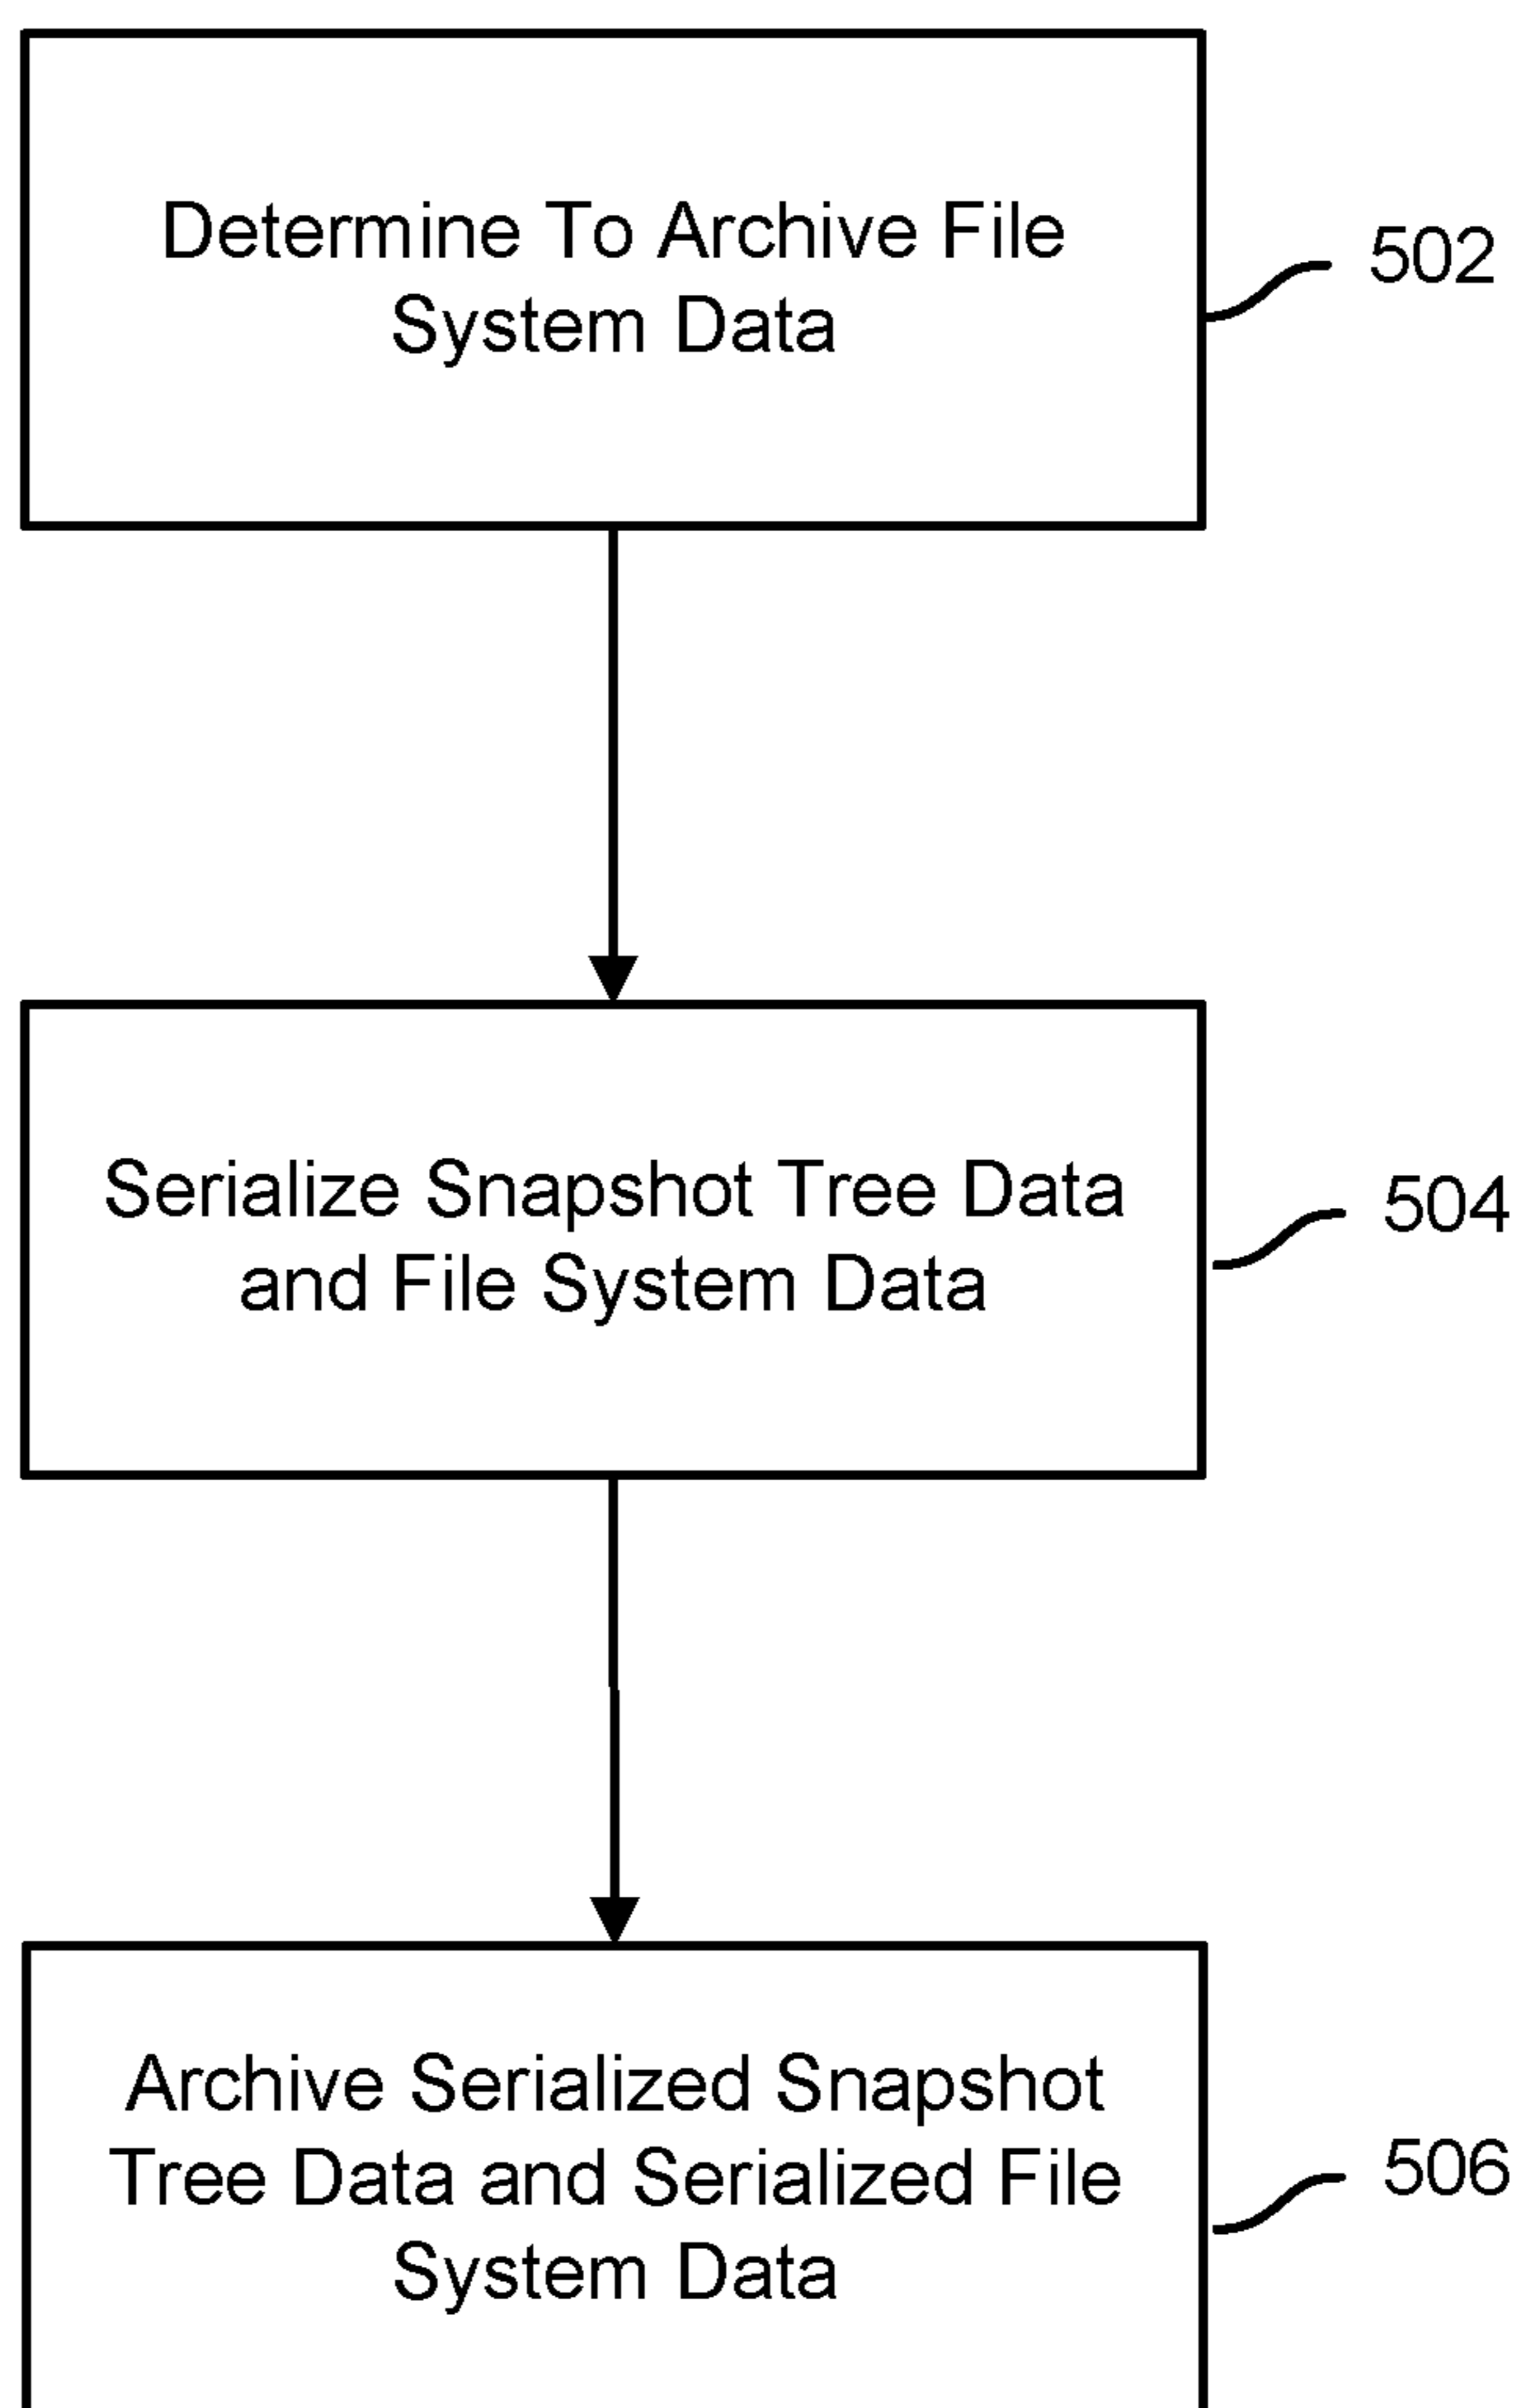 Determine To Archive File
System Data
502
Serialize Snapshot Tree Data
and File System Data
504
Archive Serialized Snapshot
Tree Data and Serialized File
System Data
506